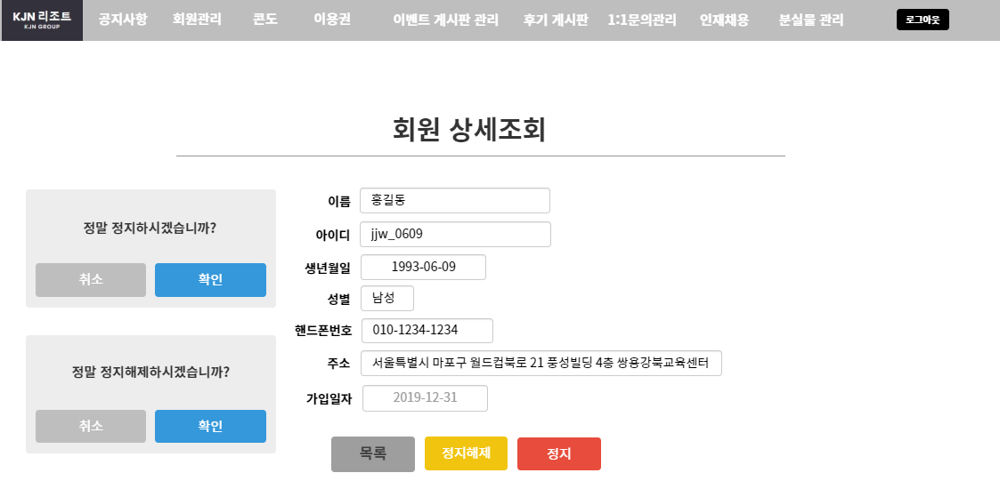 KJN 리조트
KJN GROUP
공지사항 회원관리 콘도 이용권 이벤트 게시판 관리 후기 게시판 1:1문의관리 인재채용 분실물 관리 로그아웃
회원 상세조회
정말 정지하시겠습니까?
취소 확인
정말 정지해제하시겠습니까?
취소 확인
이름 홍길동
아이디 jjw_0609
생년월일 1993-06-09
성별 남성
핸드폰번호 010-1234-1234
주소 서울특별시 마포구 월드컵북로 21 풍성빌딩 4층 쌍용강북교육센터
가입일자 2019-12-31
목록 정지해제 정지